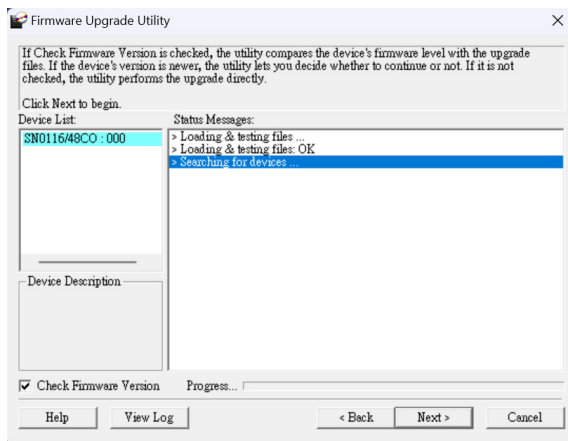 Firmware Upgrade Utility
If Check Firmware Version is checked, the utility compares the device's firmware level with the upgrade
files. If the device's version is newer, the utility lets you decide whether to continue or not. If it is not
checked, the utility performs the upgrade directly.
Click Next to begin.
Device List:
Status Messages:
SN0116/48CO : 000
> Loading & testing files ...
> Loading & testing files: OK
> Searching for devices ...
Device Description
Check Firmware Version
Progress...
Help
View Log
< Back
Next >
Cancel